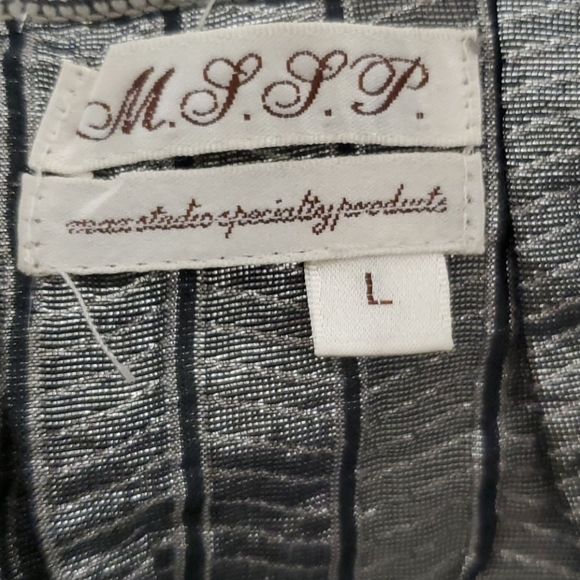 M.S.S.P.
max studio specialty products
L